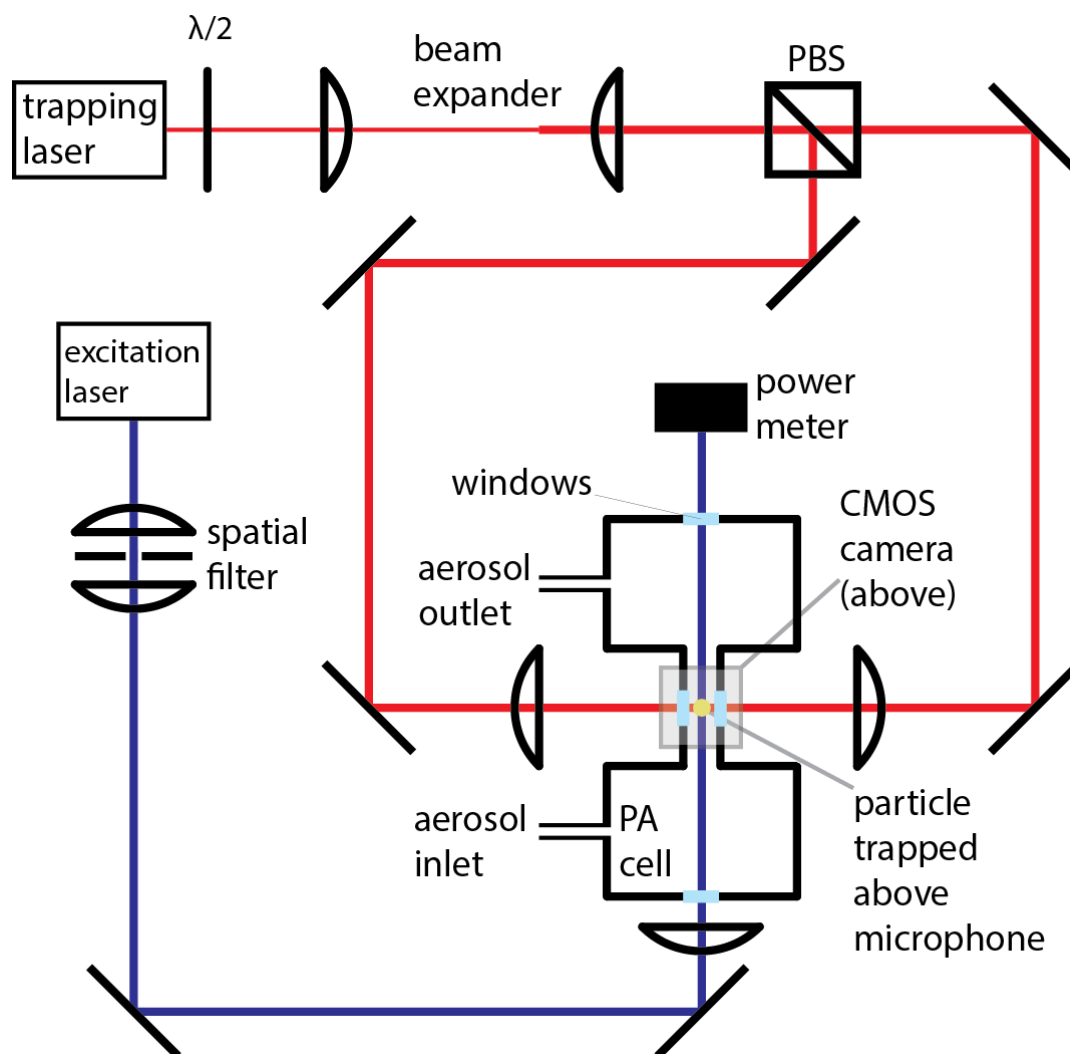 λ/2
beam
expander
PBS
trapping
laser
excitation
laser
power
meter
windows
CMOS
camera
(above)
spatial
filter
aerosol
outlet
aerosol
inlet
PA
cell
particle
trapped
above
microphone